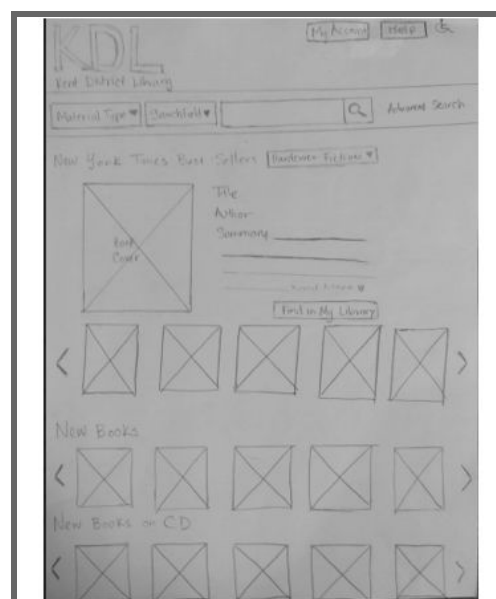 KDL
My Account Help
Kent District Library
Material Type Search Field
Advanced Search
New York Times Best Sellers Hardcover Fiction
Book
Cover
Title
Author
Summary
Find in My Library
New Books
New Books on CD